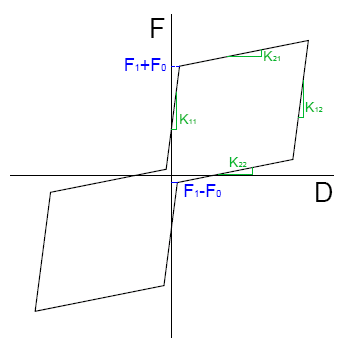 F
F₁+F₀
K₂₁
K₁₁
K₁₂
K₂₂
F₁-F₀
D